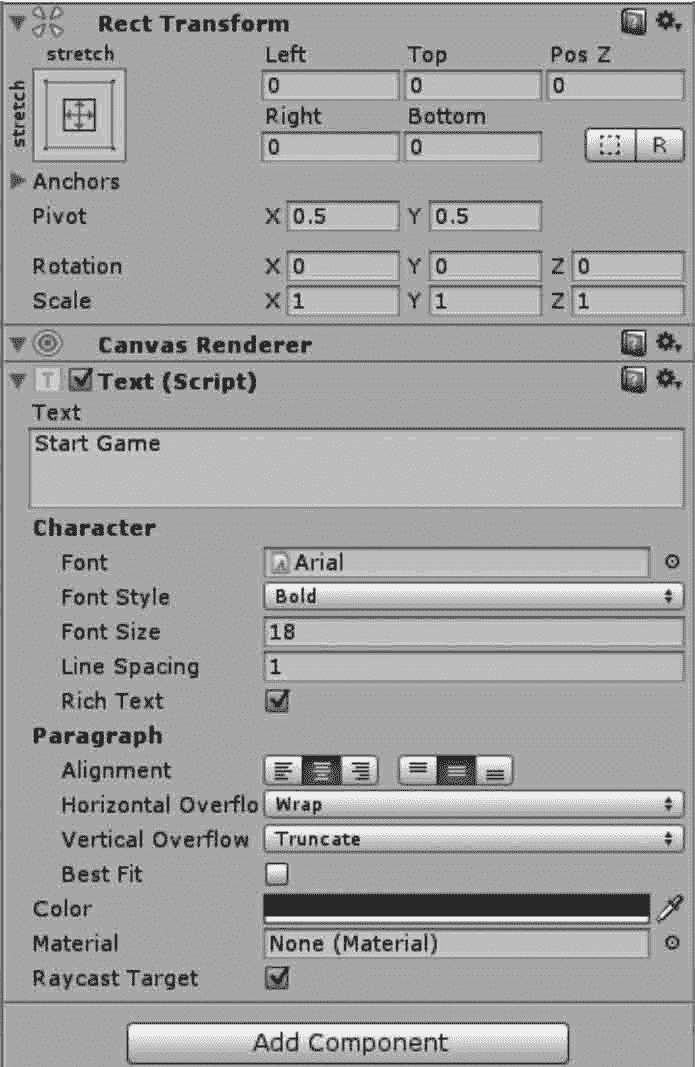 Rect Transform
stretch
Left Top Pos Z
stretch
0 0 0
Right Bottom
0 0
R
Anchors
Pivot X 0.5 Y 0.5
Rotation X 0 Y 0 Z 0
Scale X 1 Y 1 Z 1
Canvas Renderer
T Text (Script)
Text
Start Game
Character
Font Arial
Font Style Bold
Font Size 18
Line Spacing 1
Rich Text
Paragraph
Alignment
Horizontal Overflo Wrap
Vertical Overflow Truncate
Best Fit
Color
Material None (Material)
Raycast Target
Add Component